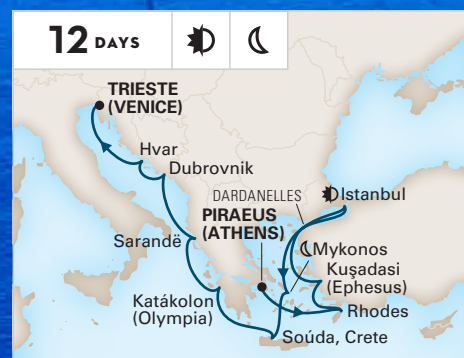 12 DAYS
TRIESTE
(VENICE)
Hvar
Dubrovnik
DARDANELLES
Istanbul
PIRAEUS
(ATHENS)
Mykonos
Sarandë
Kuşadasi
(Ephesus)
Katákolon
(Olympia)
Rhodes
Soúda, Crete